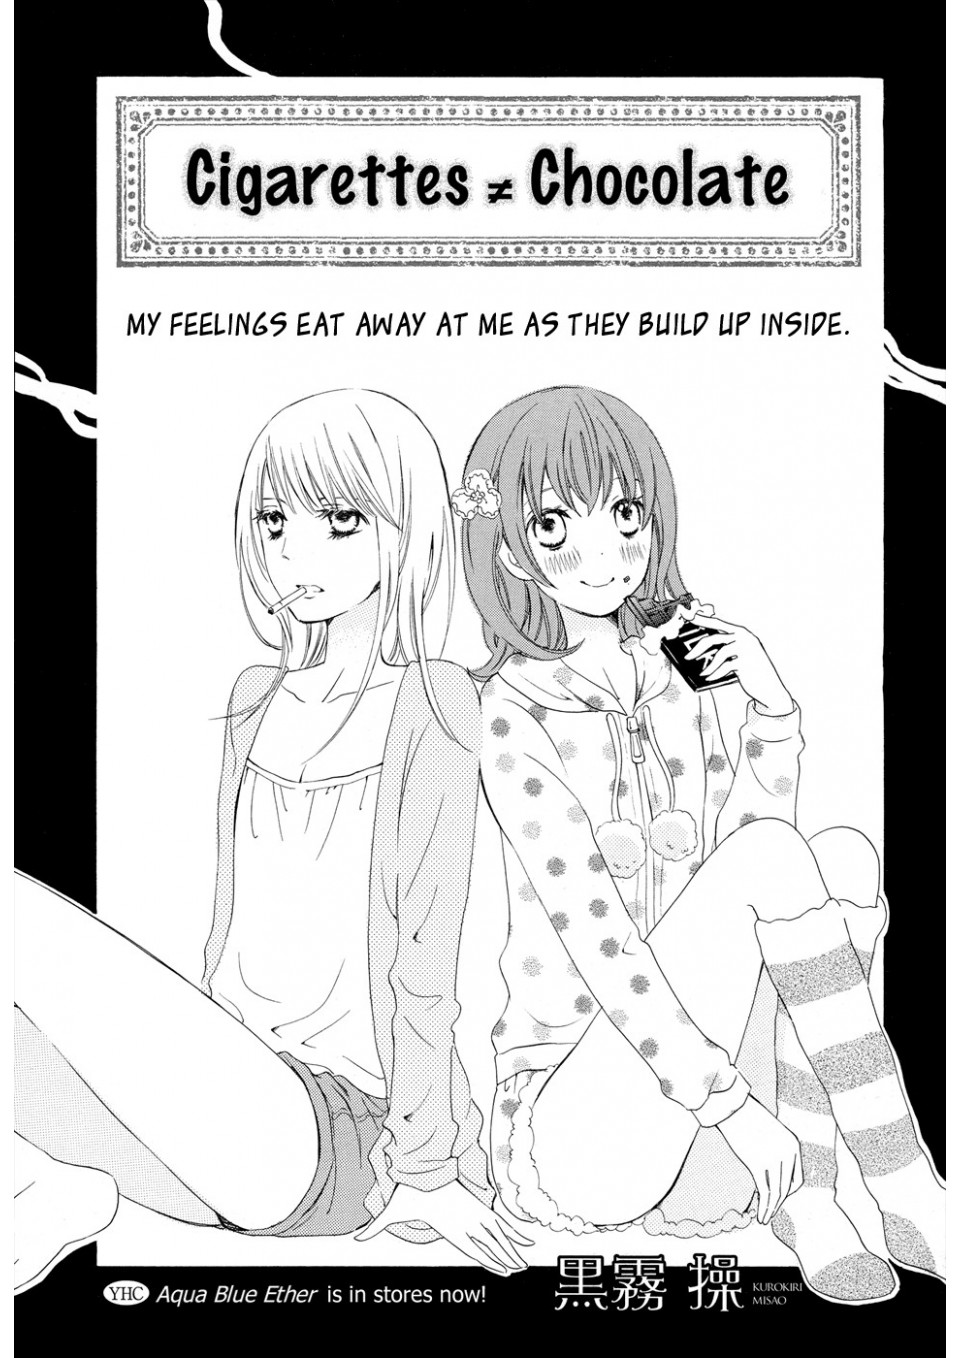 Cigarettes ≠ Chocolate
MY FEELINGS EAT AWAY AT ME AS THEY BUILD UP INSIDE.
YHC Aqua Blue Ether is in stores now!
黒霧 操
KUROKIRI
MISAO